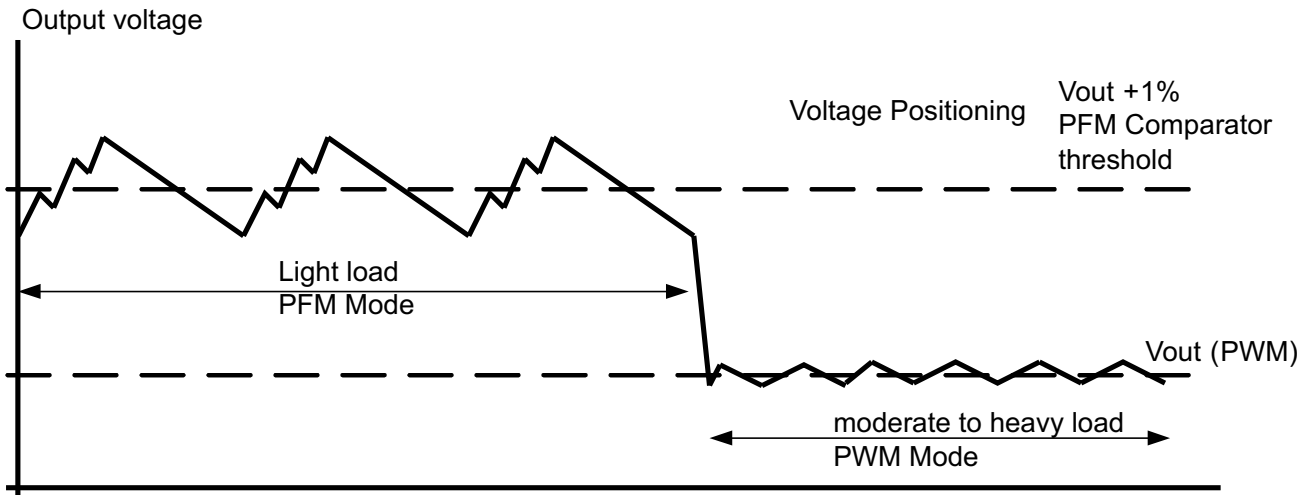 Output voltage
Voltage Positioning
Vout +1%
PFM Comparator
threshold
Light load
PFM Mode
Vout (PWM)
moderate to heavy load
PWM Mode